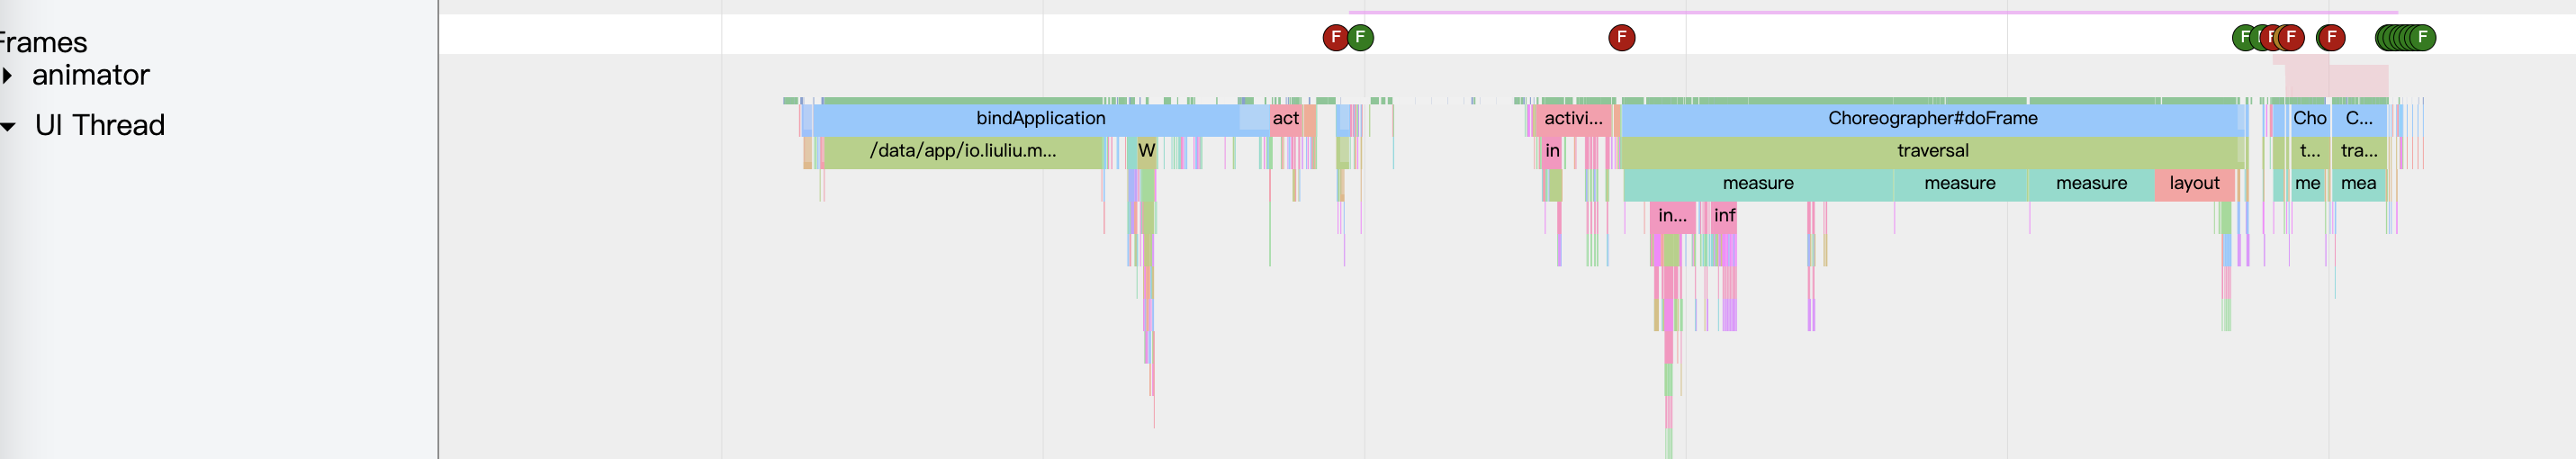 Frames
F F F F F F F F F
animator
UI Thread
bindApplication act activi... Choreographer#doFrame Cho C...
/data/app/io.liuliu.m... W in traversal t... tra...
measure measure measure layout me mea
in... inf